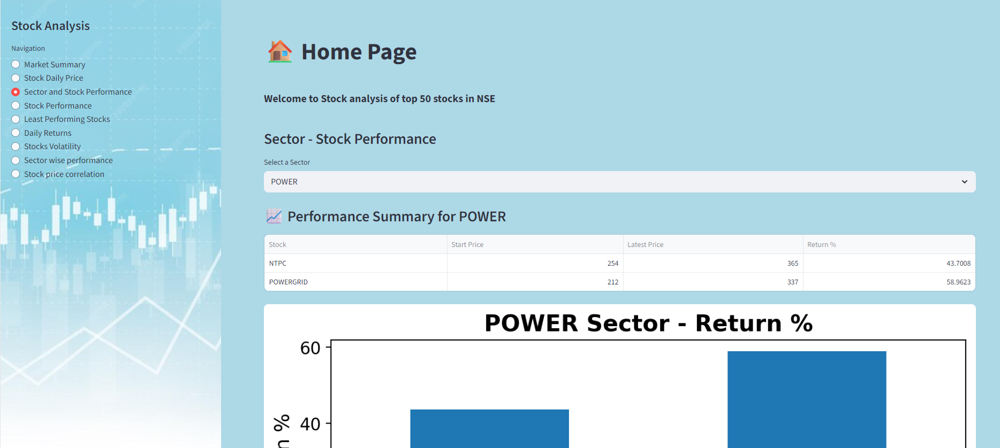 Stock Analysis
Navigation
Market Summary
Stock Daily Price
Sector and Stock Performance
Stock Performance
Least Performing Stocks
Daily Returns
Stocks Volatility
Sector wise performance
Stock price correlation
Home Page
Welcome to Stock analysis of top 50 stocks in NSE
Sector - Stock Performance
Select a Sector
POWER
Performance Summary for POWER
Stock Start Price Latest Price Return %
NTPC 254 365 43.7008
POWERGRID 212 337 58.9623
POWER Sector - Return %
60
40
n %